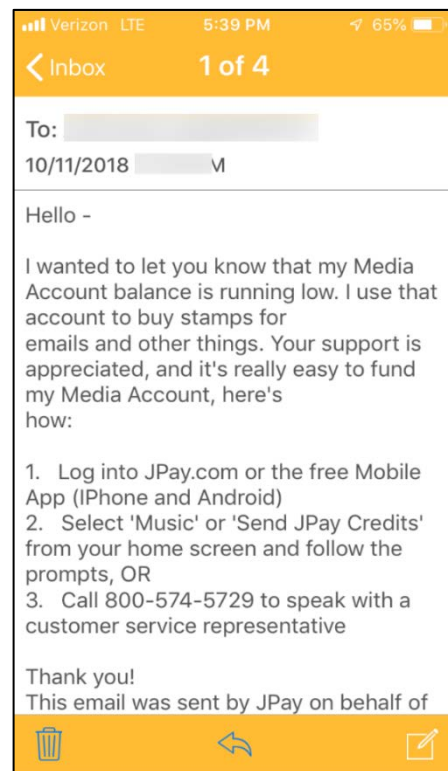 Verizon LTE 5:39 PM 65%
Inbox 1 of 4
To:
10/11/2018
Hello -
I wanted to let you know that my Media
Account balance is running low. I use that
account to buy stamps for
emails and other things. Your support is
appreciated, and it's really easy to fund
my Media Account, here's
how:
1. Log into JPay.com or the free Mobile
App (IPhone and Android)
2. Select 'Music' or 'Send JPay Credits'
from your home screen and follow the
prompts, OR
3. Call 800-574-5729 to speak with a
customer service representative
Thank you!
This email was sent by JPay on behalf of